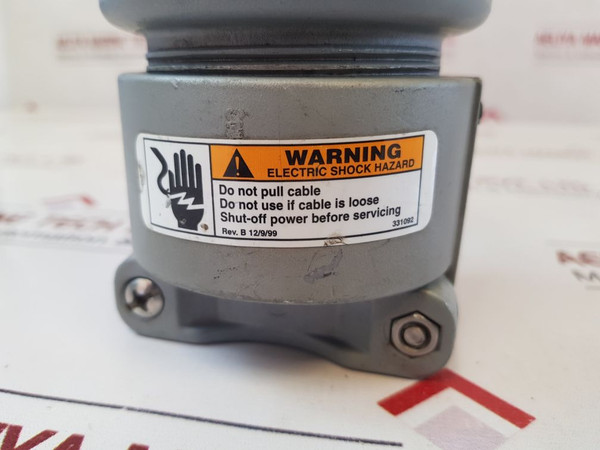 WARNING
ELECTRIC SHOCK HAZARD
Do not pull cable
Do not use if cable is loose
Shut-off power before servicing
Rev. B 12/9/99
331092